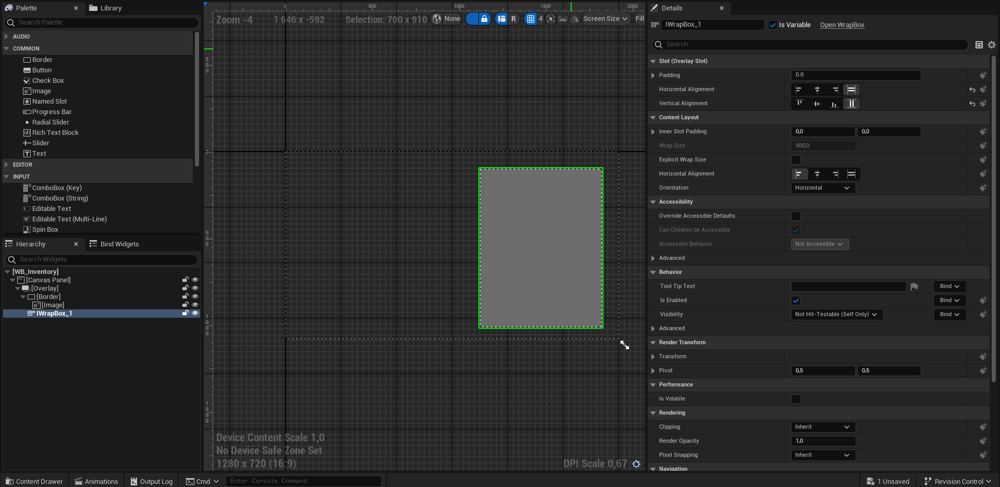 Palette
Library
Search Palette
AUDIO
COMMON
Border
Button
Check Box
Image
Named Slot
Progress Bar
Radial Slider
Rich Text Block
Slider
Text
EDITOR
INPUT
ComboBox (Key)
ComboBox (String)
Editable Text
Editable Text (Multi-Line)
Spin Box
Hierarchy
Bind Widgets
Search Widgets
[WB_Inventory]
[Canvas Panel]
[Overlay]
[Border]
[Image]
IWrapBox_1
0 500 1000 1500 2000
Zoom -4
1 646 x -592
Selection: 700 x 910
None
R
4
Screen Size
Fill
500
0
500
1000
1500
Device Content Scale 1,0
No Device Safe Zone Set
1280 x 720 (16:9)
DPI Scale 0,67
Details
IWrapBox_1
Is Variable
Open WrapBox
Search
Slot (Overlay Slot)
Padding 0.0
Horizontal Alignment
Vertical Alignment
Content Layout
Inner Slot Padding 0,0 0,0
Wrap Size 500,0
Explicit Wrap Size
Horizontal Alignment
Orientation Horizontal
Accessibility
Override Accessible Defaults
Can Children be Accessible
Accessible Behavior Not Accessible
Advanced
Behavior
Tool Tip Text Bind
Is Enabled Bind
Visibility Not Hit-Testable (Self Only) Bind
Advanced
Render Transform
Transform
Pivot 0,5 0,5
Performance
Is Volatile
Rendering
Clipping Inherit
Render Opacity 1,0
Pixel Snapping Inherit
Navigation
Content Drawer
Animations
Output Log
Cmd
Enter Console Command
1 Unsaved
Revision Control